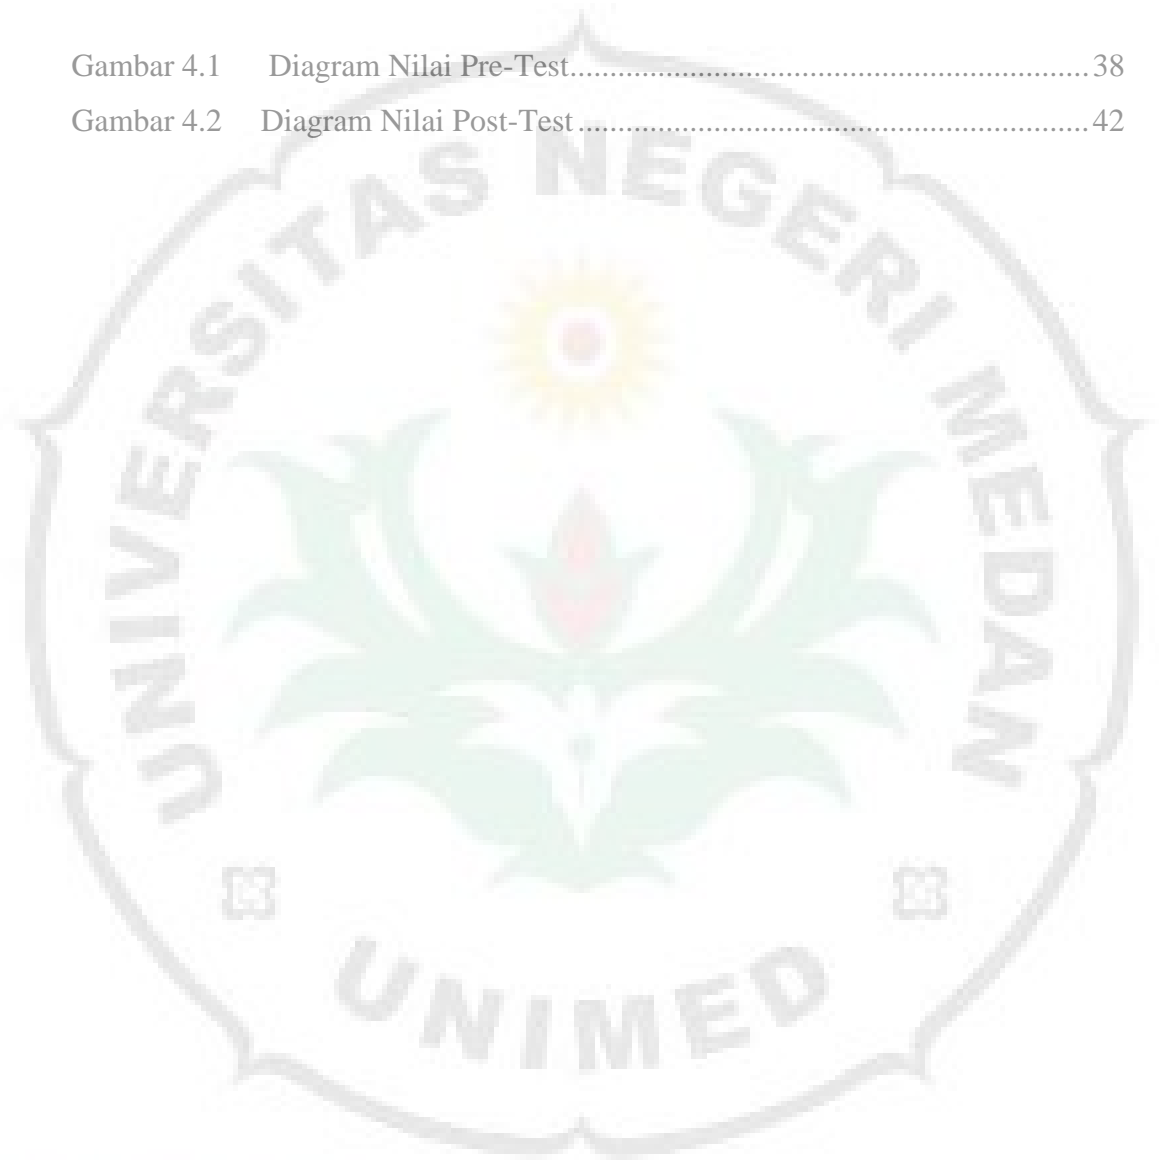 Gambar 4.1 Diagram Nilai Pre-Test..............................................................38
Gambar 4.2 Diagram Nilai Post-Test.............................................................42
UNIVERSITAS NEGERI MEDAN
UNIMED